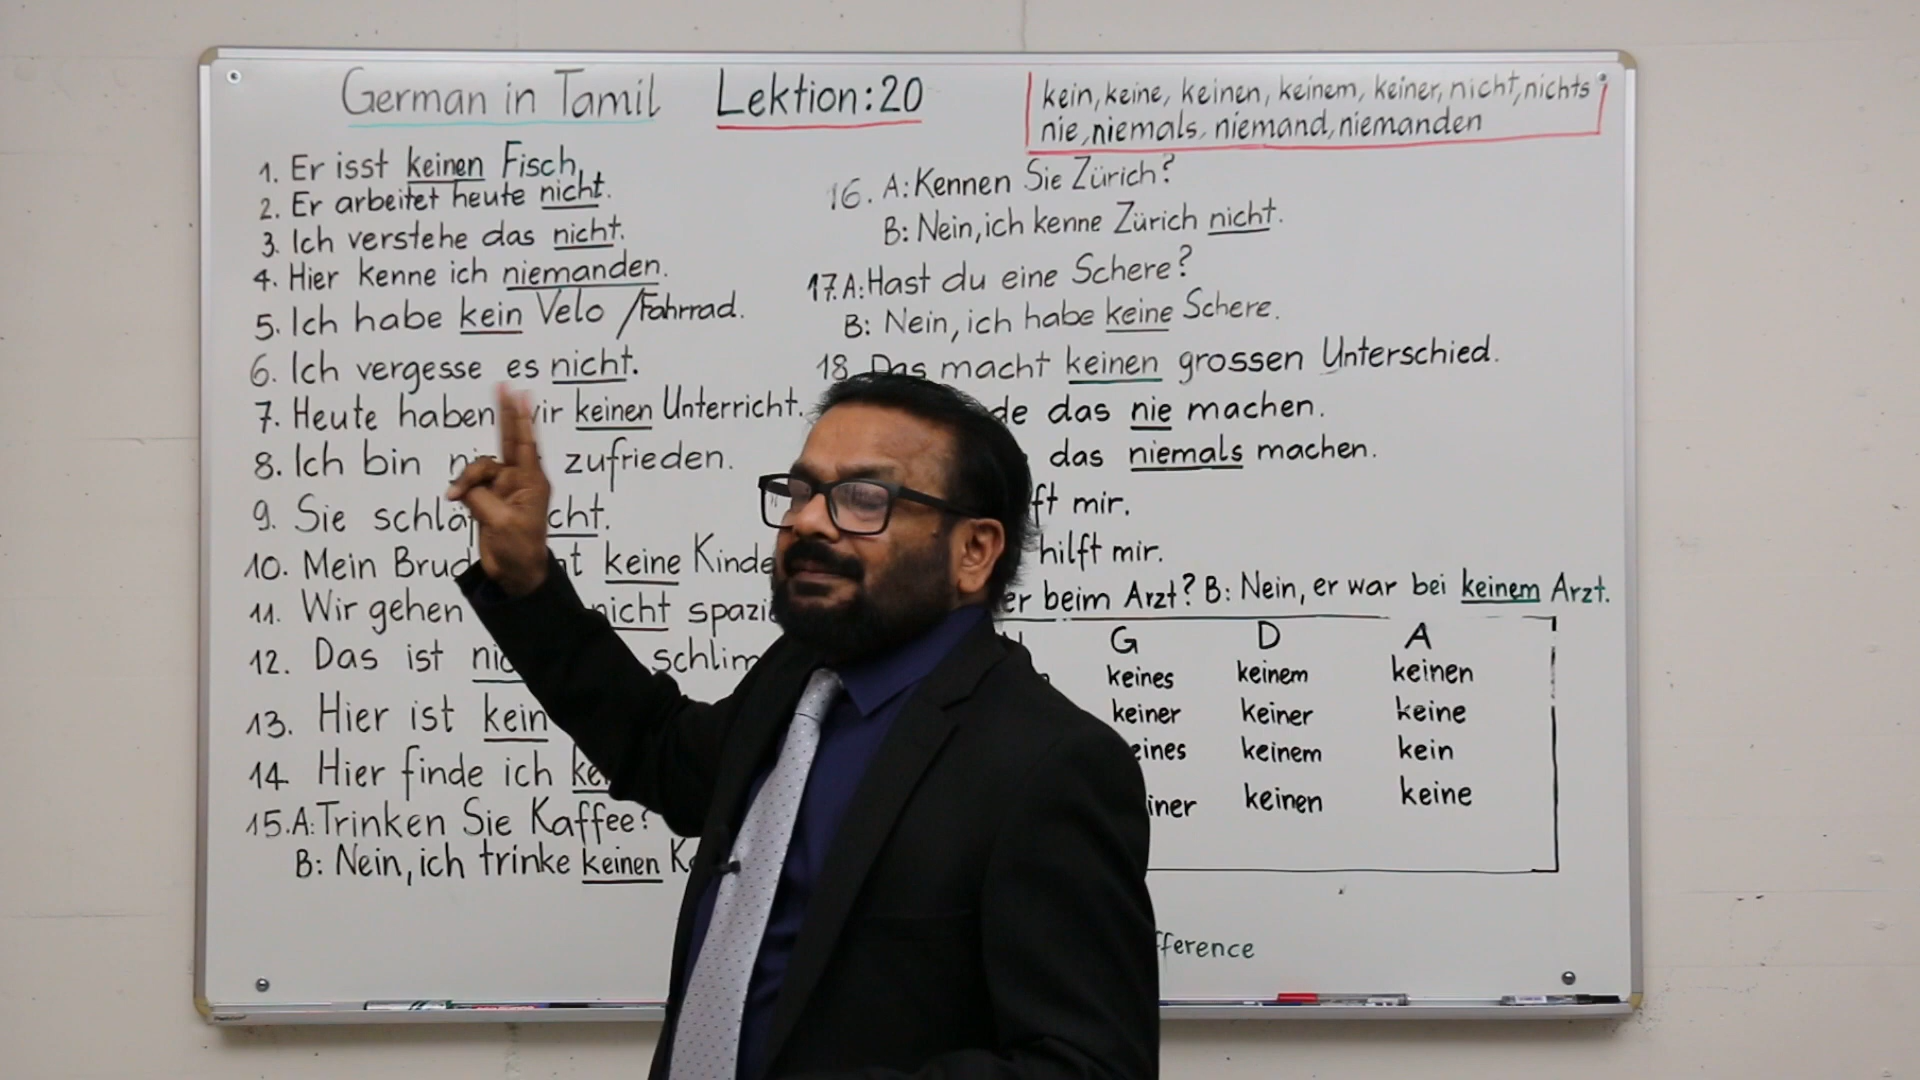 German in Tamil Lektion:20
kein, keine, keinen, keinem, keiner, nicht, nichts
nie, niemals, niemand, niemanden
1. Er isst keinen Fisch.
2. Er arbeitet heute nicht.
3. Ich verstehe das nicht.
4. Hier kenne ich niemanden.
5. Ich habe kein Velo /Fahrrad.
6. Ich vergesse es nicht.
7. Heute haben wir keinen Unterricht.
8. Ich bin zufrieden.
9. Sie
10. Mein keine
11. Wir gehen nicht
12. Das ist
13. Hier ist kein
14. Hier finde ich
15. A: Trinken Sie Kaffee?
B: Nein, ich trinke keinen
16. A: Kennen Sie Zürich?
B: Nein, ich kenne Zürich nicht.
17. A: Hast du eine Schere?
B: Nein, ich habe keine Schere.
18. Das macht keinen grossen Unterschied.
das nie machen.
das niemals machen.
mir.
hilft mir.
er beim Arzt? B: Nein, er war bei keinem Arzt.
G D A
keines keinem keinen
keiner keiner keine
keinem kein
keinen keine